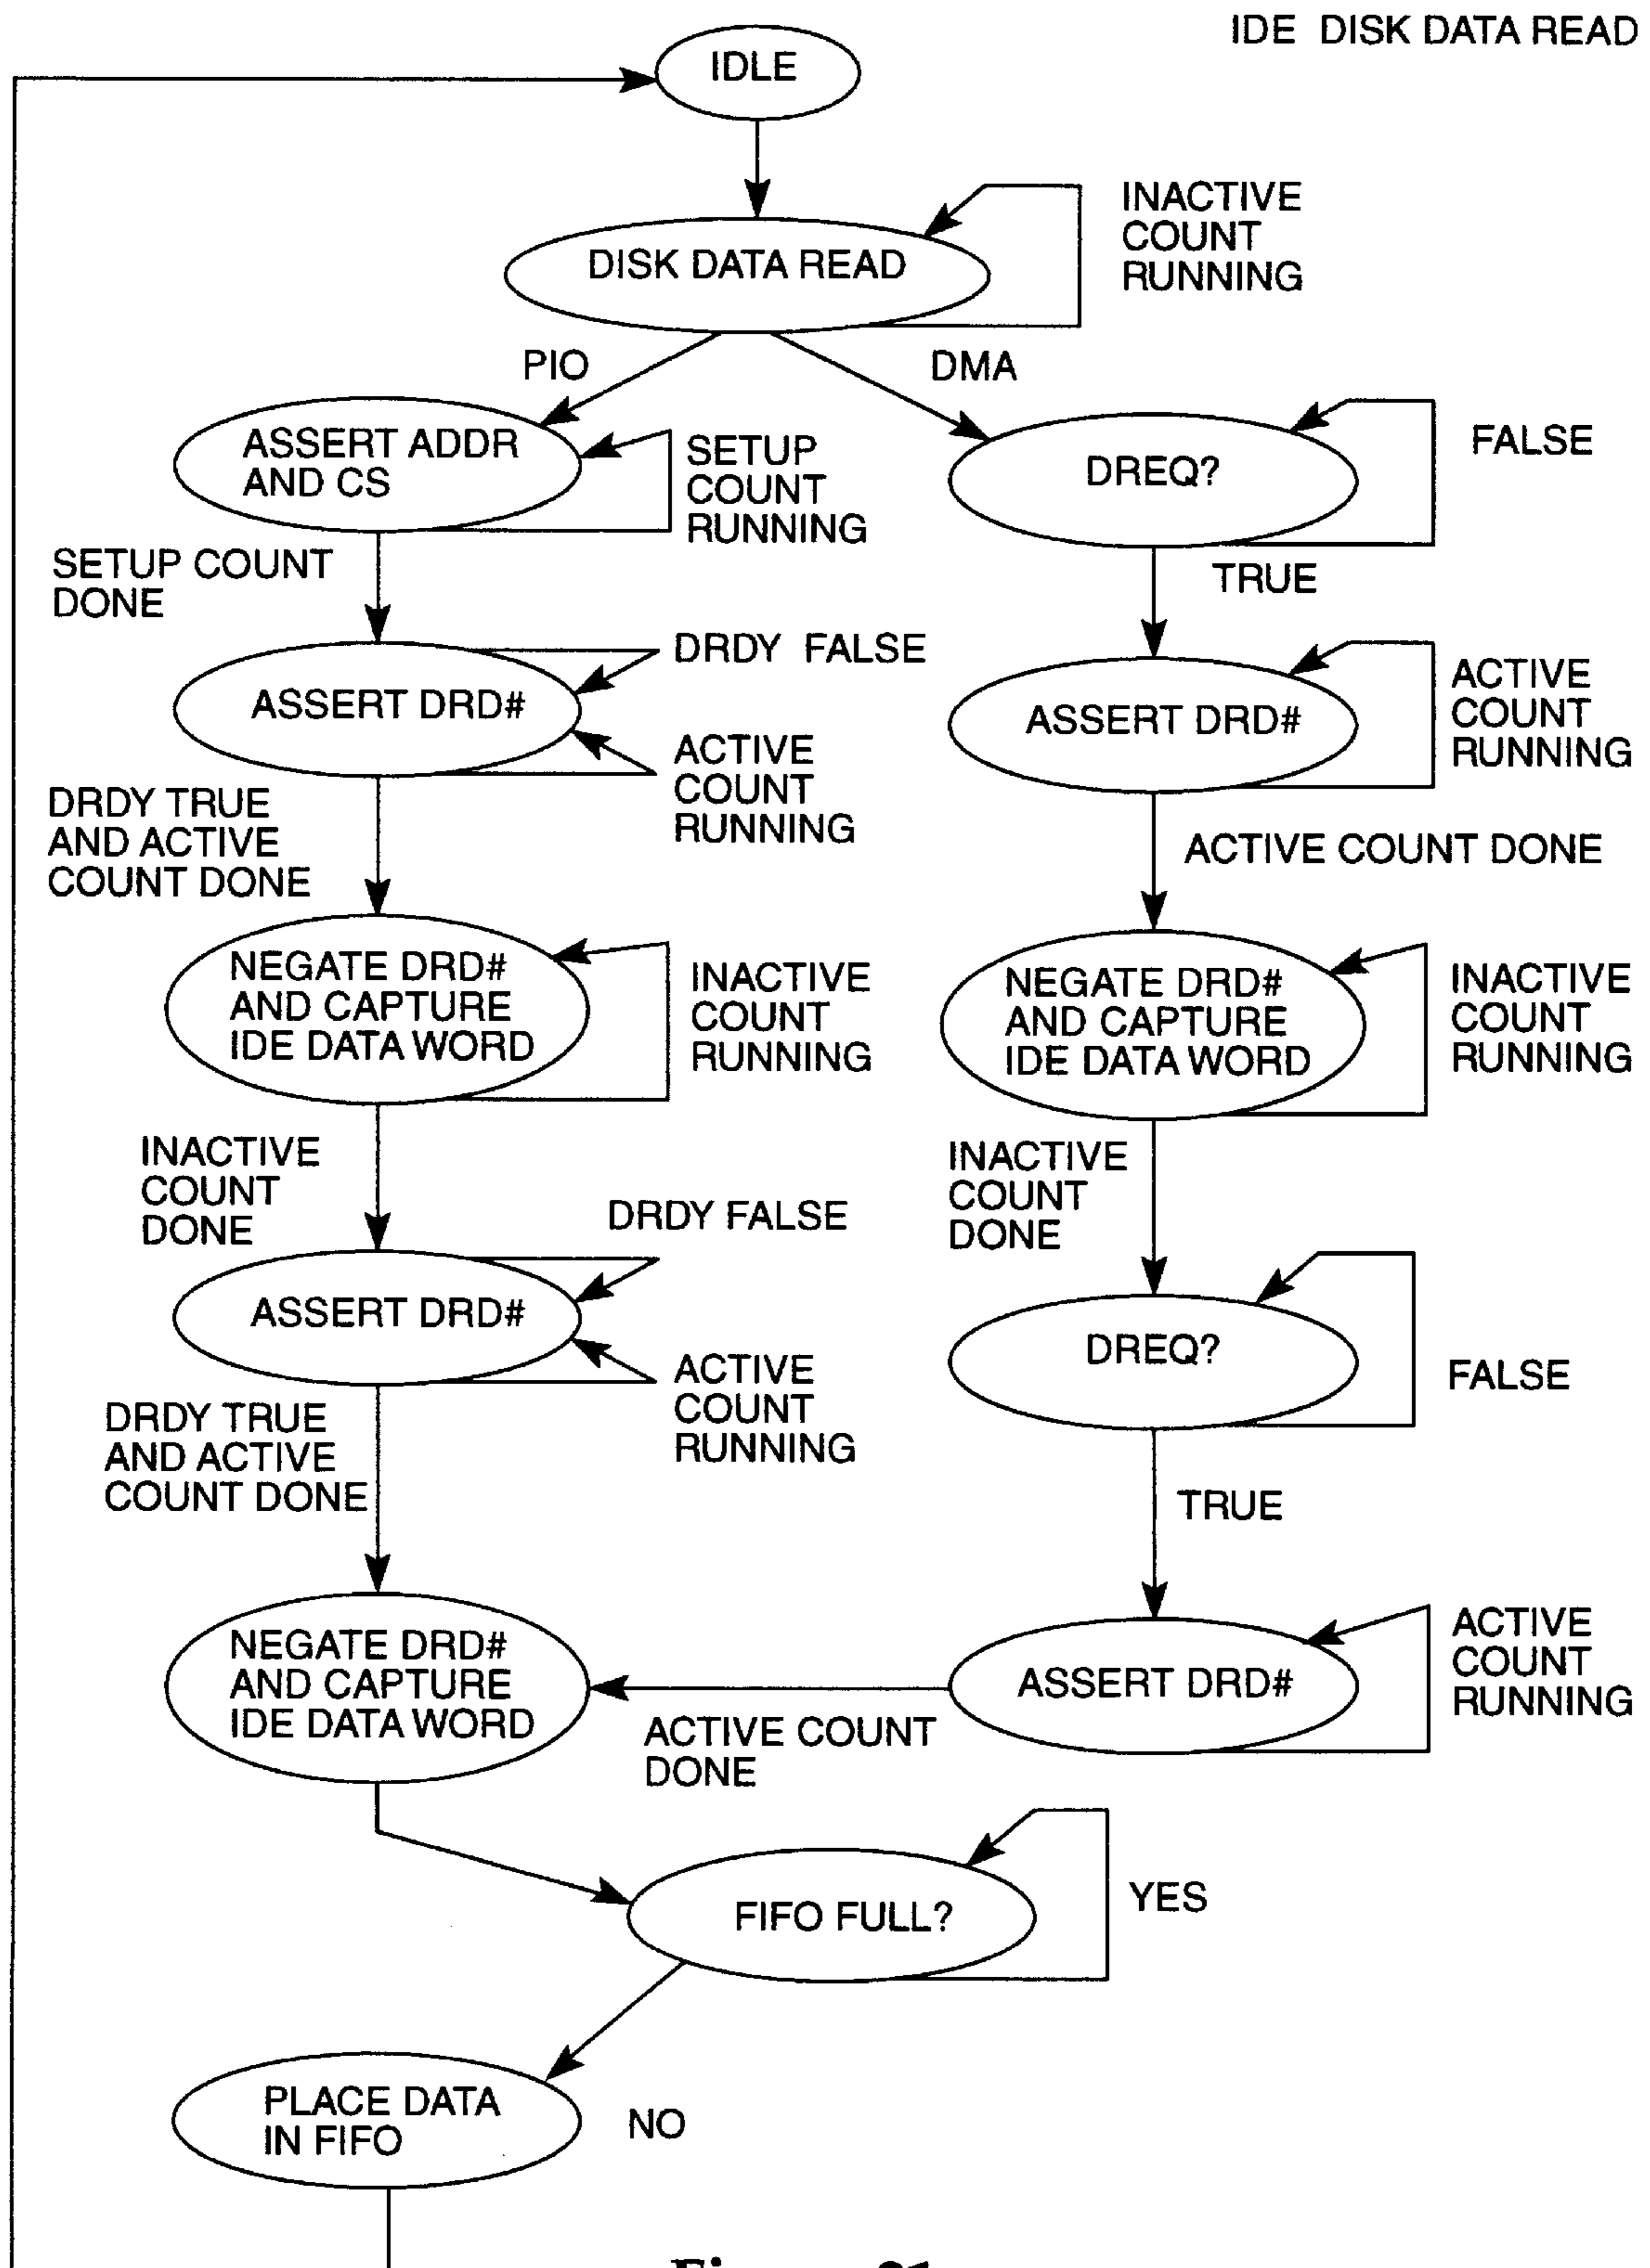 IDE DISK DATA READ
IDLE
DISK DATA READ
INACTIVE
COUNT
RUNNING
PIO
DMA
ASSERT ADDR
AND CS
SETUP
COUNT
RUNNING
DREQ?
FALSE
SETUP COUNT
DONE
TRUE
ASSERT DRD#
DRDY FALSE
ACTIVE
COUNT
RUNNING
ASSERT DRD#
ACTIVE
COUNT
RUNNING
DRDY TRUE
AND ACTIVE
COUNT DONE
ACTIVE COUNT DONE
NEGATE DRD#
AND CAPTURE
IDE DATA WORD
INACTIVE
COUNT
RUNNING
NEGATE DRD#
AND CAPTURE
IDE DATA WORD
INACTIVE
COUNT
RUNNING
INACTIVE
COUNT
DONE
INACTIVE
COUNT
DONE
DRDY FALSE
ASSERT DRD#
ACTIVE
COUNT
RUNNING
DREQ?
FALSE
DRDY TRUE
AND ACTIVE
COUNT DONE
TRUE
NEGATE DRD#
AND CAPTURE
IDE DATA WORD
ACTIVE COUNT
DONE
ASSERT DRD#
ACTIVE
COUNT
RUNNING
FIFO FULL?
YES
PLACE DATA
IN FIFO
NO